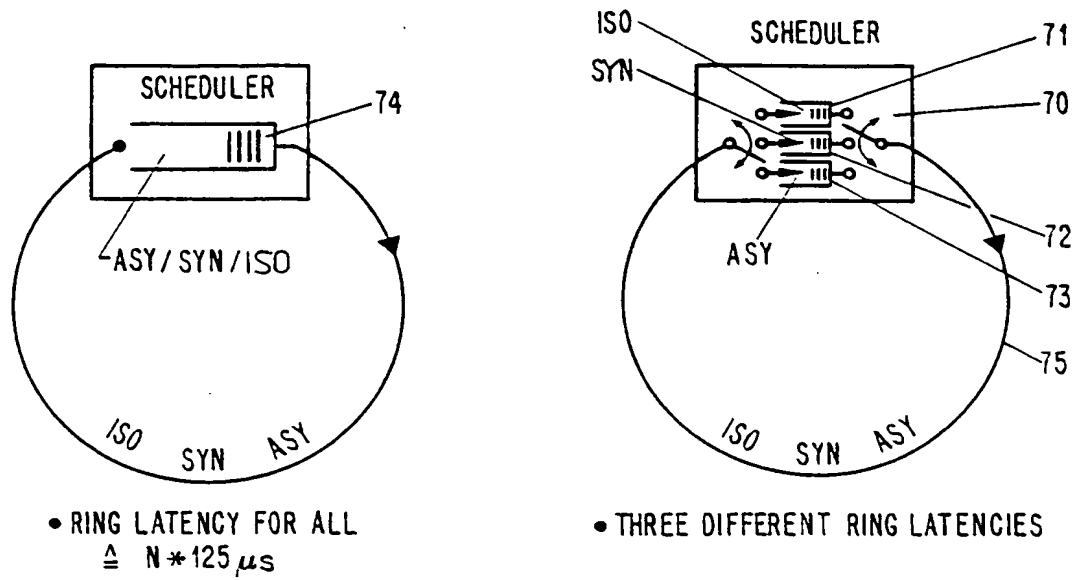 SCHEDULER
74
ASY/SYN/ISO
ISO
SYN
ASY
• RING LATENCY FOR ALL
≙ N*125 µs
ISO
SCHEDULER
71
SYN
70
ASY
72
73
75
ISO
SYN
ASY
• THREE DIFFERENT RING LATENCIES